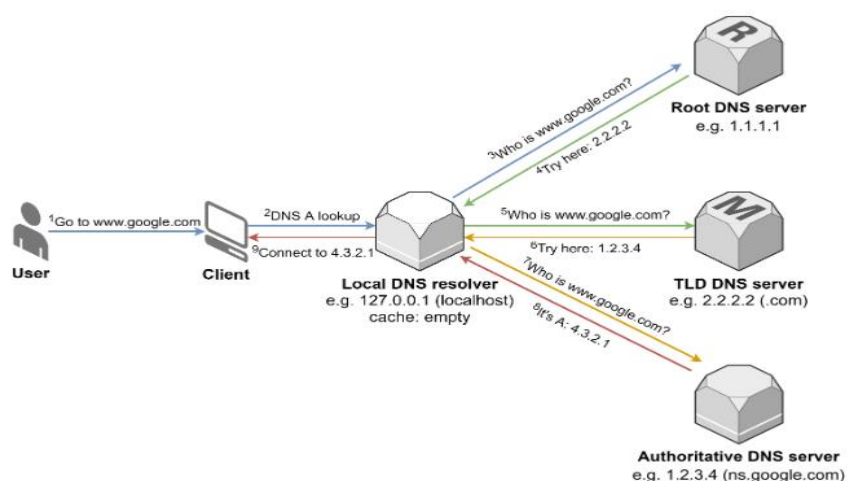 R
Root DNS server
e.g. 1.1.1.1
3Who is www.google.com?
4Try here: 2.2.2.2
1Go to www.google.com
2DNS A lookup
9Connect to 4.3.2.1
5Who is www.google.com?
6Try here: 1.2.3.4
M
User
Client
Local DNS resolver
e.g. 127.0.0.1 (localhost)
cache: empty
TLD DNS server
e.g. 2.2.2.2 (.com)
7Who is www.google.com?
8It's A: 4.3.2.1
Authoritative DNS server
e.g. 1.2.3.4 (ns.google.com)